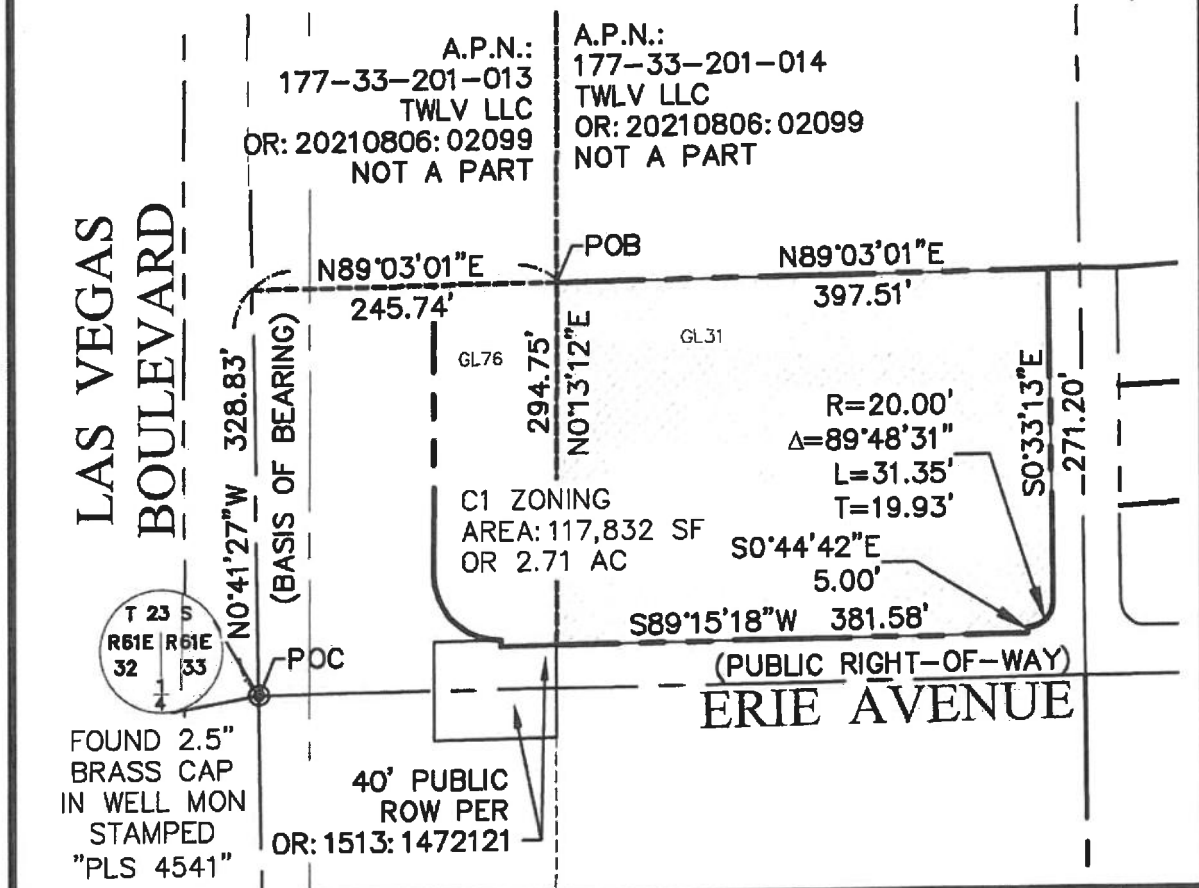 A.P.N.:
177-33-201-013
TWLV LLC
OR: 20210806: 02099
NOT A PART
A.P.N.:
177-33-201-014
TWLV LLC
OR: 20210806: 02099
NOT A PART
LAS VEGAS
BOULEVARD
N89°03'01"E
245.74'
POB
N89°03'01"E
397.51'
N0°41'27"W 328.83'
(BASIS OF BEARING)
GL76
294.75'
N0°13'12"E
GL31
R=20.00'
Δ=89°48'31"
L=31.35'
T=19.93'
S0°33'13"E
271.20'
C1 ZONING
AREA: 117,832 SF
OR 2.71 AC
S0°44'42"E
5.00'
S89°15'18"W 381.58'
(PUBLIC RIGHT-OF-WAY)
ERIE AVENUE
T 23 S
R61E R61E
32 33
1
4
POC
FOUND 2.5"
BRASS CAP
IN WELL MON
STAMPED
"PLS 4541"
40' PUBLIC
ROW PER
OR: 1513: 1472121